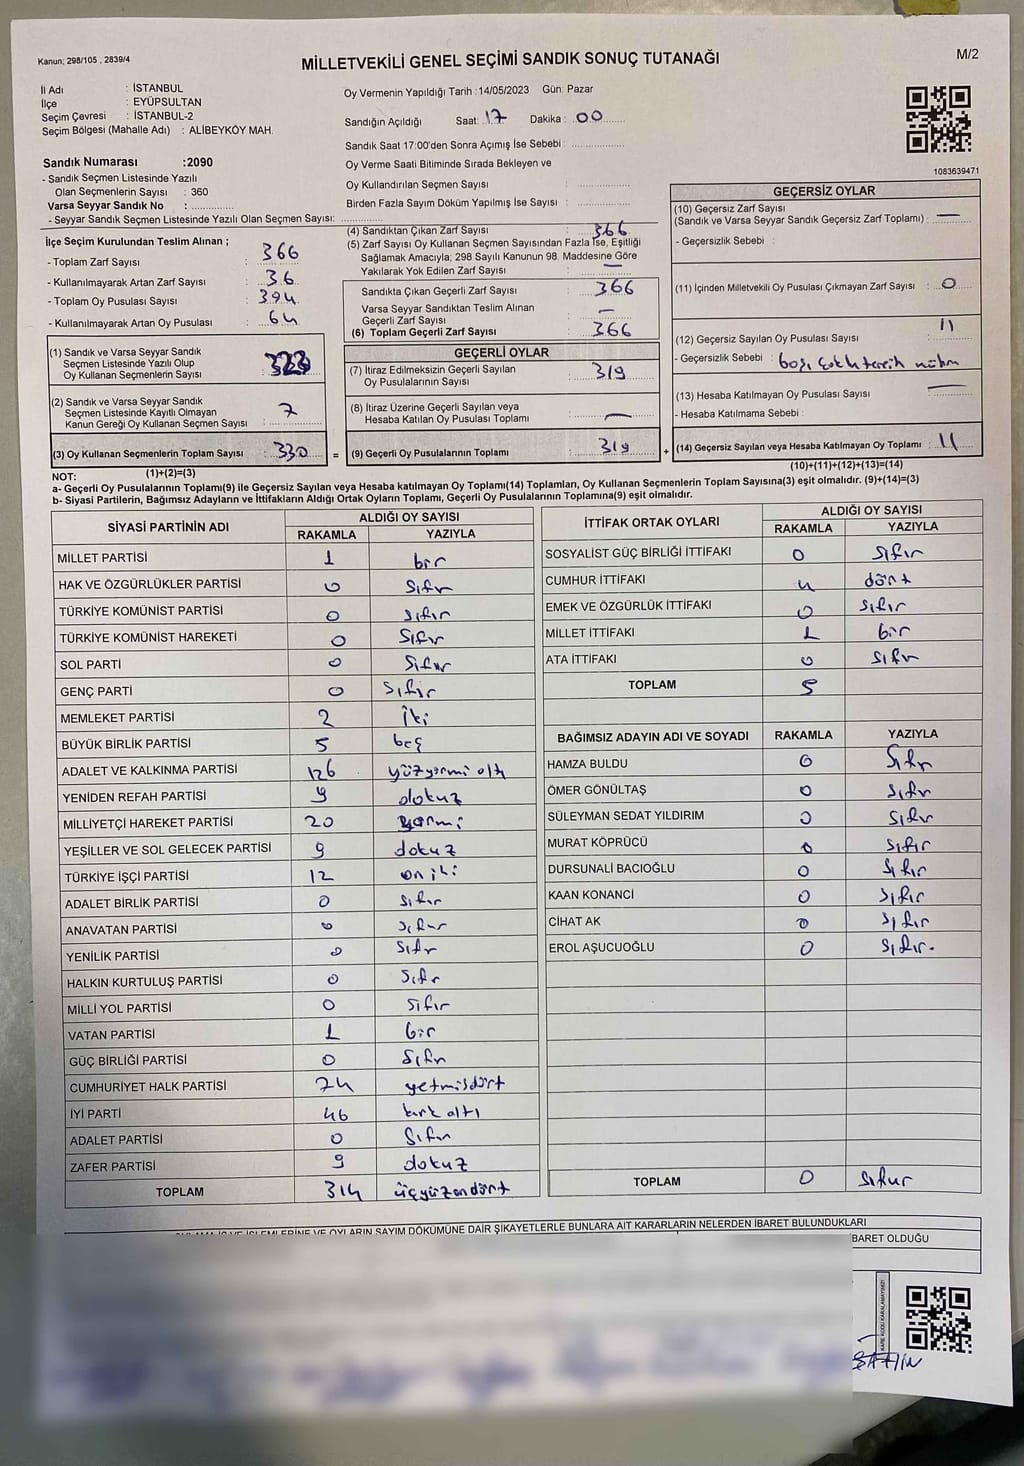 Kanun; 298/105 , 2839/4
MİLLETVEKİLİ GENEL SEÇİMİ SANDIK SONUÇ TUTANAĞI
M/2
İl Adı : İSTANBUL
İlçe : EYÜPSULTAN
Seçim Çevresi : İSTANBUL-2
Seçim Bölgesi (Mahalle Adı) : ALİBEYKÖY MAH.
Oy Vermenin Yapıldığı Tarih :14/05/2023 Gün: Pazar
Sandığın Açıldığı Saat: 17 Dakika : 00
Sandık Saat 17:00'den Sonra Açımış İse Sebebi :
Oy Verme Saati Bitiminde Sırada Bekleyen ve
Oy Kullandırılan Seçmen Sayısı :
Birden Fazla Sayım Döküm Yapılmış İse Sayısı :
1083639471
Sandık Numarası :2090
- Sandık Seçmen Listesinde Yazılı
Olan Seçmenlerin Sayısı : 360
Varsa Seyyar Sandık No :
- Seyyar Sandık Seçmen Listesinde Yazılı Olan Seçmen Sayısı:
İlçe Seçim Kurulundan Teslim Alınan ;
- Toplam Zarf Sayısı : 366
- Kullanılmayarak Artan Zarf Sayısı : 36
- Toplam Oy Pusulası Sayısı : 394
- Kullanılmayarak Artan Oy Pusulası : 64
(1) Sandık ve Varsa Seyyar Sandık
Seçmen Listesinde Yazılı Olup
Oy Kullanan Seçmenlerin Sayısı :
(2) Sandık ve Varsa Seyyar Sandık
Seçmen Listesinde Kayıtlı Olmayan
Kanun Gereği Oy Kullanan Seçmen Sayısı : 7
(3) Oy Kullanan Seçmenlerin Toplam Sayısı : 330 =
(4) Sandıktan Çıkan Zarf Sayısı : 366
(5) Zarf Sayısı Oy Kullanan Seçmen Sayısından Fazla İse, Eşitliği
Sağlamak Amacıyla; 298 Sayılı Kanunun 98. Maddesine Göre
Yakılarak Yok Edilen Zarf Sayısı : —
Sandıkta Çıkan Geçerli Zarf Sayısı : 366
Varsa Seyyar Sandıktan Teslim Alınan
Geçerli Zarf Sayısı : —
(6) Toplam Geçerli Zarf Sayısı : 366
GEÇERLİ OYLAR
(7) İtiraz Edilmeksizin Geçerli Sayılan
Oy Pusulalarının Sayısı : 319
(8) İtiraz Üzerine Geçerli Sayılan veya
Hesaba Katılan Oy Pusulası Toplamı : —
(9) Geçerli Oy Pusulalarının Toplamı : 319 +
GEÇERSİZ OYLAR
(10) Geçersiz Zarf Sayısı
(Sandık ve Varsa Seyyar Sandık Geçersiz Zarf Toplamı) : —
- Geçersizlik Sebebi :
(11) İçinden Milletvekili Oy Pusulası Çıkmayan Zarf Sayısı : 0
(12) Geçersiz Sayılan Oy Pusulası Sayısı : 11
- Geçersizlik Sebebi :
(13) Hesaba Katılmayan Oy Pusulası Sayısı : —
- Hesaba Katılmama Sebebi :
(14) Geçersiz Sayılan veya Hesaba Katılmayan Oy Toplamı : 11
NOT: (1)+(2)=(3)
(10)+(11)+(12)+(13)=(14)
a- Geçerli Oy Pusulalarının Toplamı(9) ile Geçersiz Sayılan veya Hesaba katılmayan Oy Toplamı(14) Toplamları, Oy Kullanan Seçmenlerin Toplam Sayısına(3) eşit olmalıdır. (9)+(14)=(3)
b- Siyasi Partilerin, Bağımsız Adayların ve İttifakların Aldığı Ortak Oyların Toplamı, Geçerli Oy Pusulalarının Toplamına(9) eşit olmalıdır.
SİYASİ PARTİNİN ADI
ALDIĞI OY SAYISI
RAKAMLA YAZIYLA
MİLLET PARTİSİ 1 bir
HAK VE ÖZGÜRLÜKLER PARTİSİ 0 sıfır
TÜRKİYE KOMÜNİST PARTİSİ 0 sıfır
TÜRKİYE KOMÜNİST HAREKETİ 0 sıfır
SOL PARTİ 0 sıfır
GENÇ PARTİ 0 sıfır
MEMLEKET PARTİSİ 2 iki
BÜYÜK BİRLİK PARTİSİ 5 beş
ADALET VE KALKINMA PARTİSİ 126 yüzyirmi altı
YENİDEN REFAH PARTİSİ 9 dokuz
MİLLİYETÇİ HAREKET PARTİSİ 20 yirmi
YEŞİLLER VE SOL GELECEK PARTİSİ 9 dokuz
TÜRKİYE İŞÇİ PARTİSİ 12 on iki
ADALET BİRLİK PARTİSİ 0 sıfır
ANAVATAN PARTİSİ 0 sıfır
YENİLİK PARTİSİ 0 sıfır
HALKIN KURTULUŞ PARTİSİ 0 sıfır
MİLLİ YOL PARTİSİ 0 sıfır
VATAN PARTİSİ 1 bir
GÜÇ BİRLİĞİ PARTİSİ 0 sıfır
CUMHURİYET HALK PARTİSİ 74 yetmişdört
İYİ PARTİ 46 kırk altı
ADALET PARTİSİ 0 sıfır
ZAFER PARTİSİ 9 dokuz
TOPLAM 314 üçyüzondört
İTTİFAK ORTAK OYLARI
ALDIĞI OY SAYISI
RAKAMLA YAZIYLA
SOSYALİST GÜÇ BİRLİĞİ İTTİFAKI 0 sıfır
CUMHUR İTTİFAKI 4 dört
EMEK VE ÖZGÜRLÜK İTTİFAKI 0 sıfır
MİLLET İTTİFAKI 1 bir
ATA İTTİFAKI 0 sıfır
TOPLAM 5
BAĞIMSIZ ADAYIN ADI VE SOYADI RAKAMLA YAZIYLA
HAMZA BULDU 0 sıfır
ÖMER GÖNÜLTAŞ 0 sıfır
SÜLEYMAN SEDAT YILDIRIM 0 sıfır
MURAT KÖPRÜCÜ 0 sıfır
DURSUNALİ BACIOĞLU 0 sıfır
KAAN KONANCİ 0 sıfır
CİHAT AK 0 sıfır
EROL AŞUCUOĞLU 0 sıfır.
TOPLAM 0 sıfır
OYLARIN SAYIM DÖKÜMÜNE DAİR ŞİKAYETLERLE BUNLARA AİT KARARLARIN NELERDEN İBARET BULUNDUKLARI
BARET OLDUĞU
KARE KODU KARALAMAYINIZ!